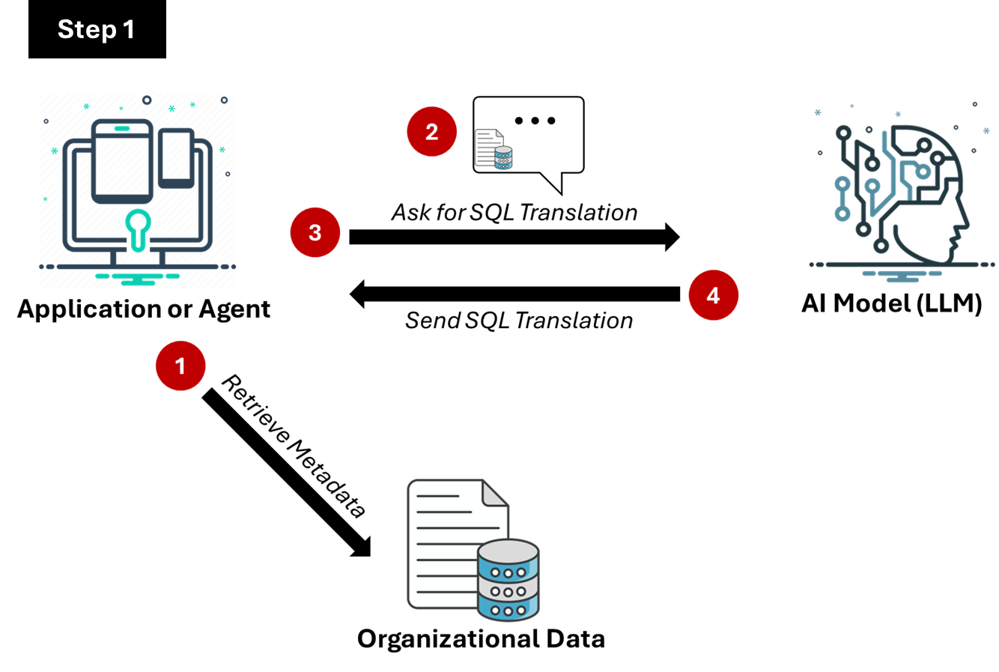 Step 1
2
Ask for SQL Translation
3
4
Send SQL Translation
Application or Agent
AI Model (LLM)
1
Retrieve Metadata
Organizational Data